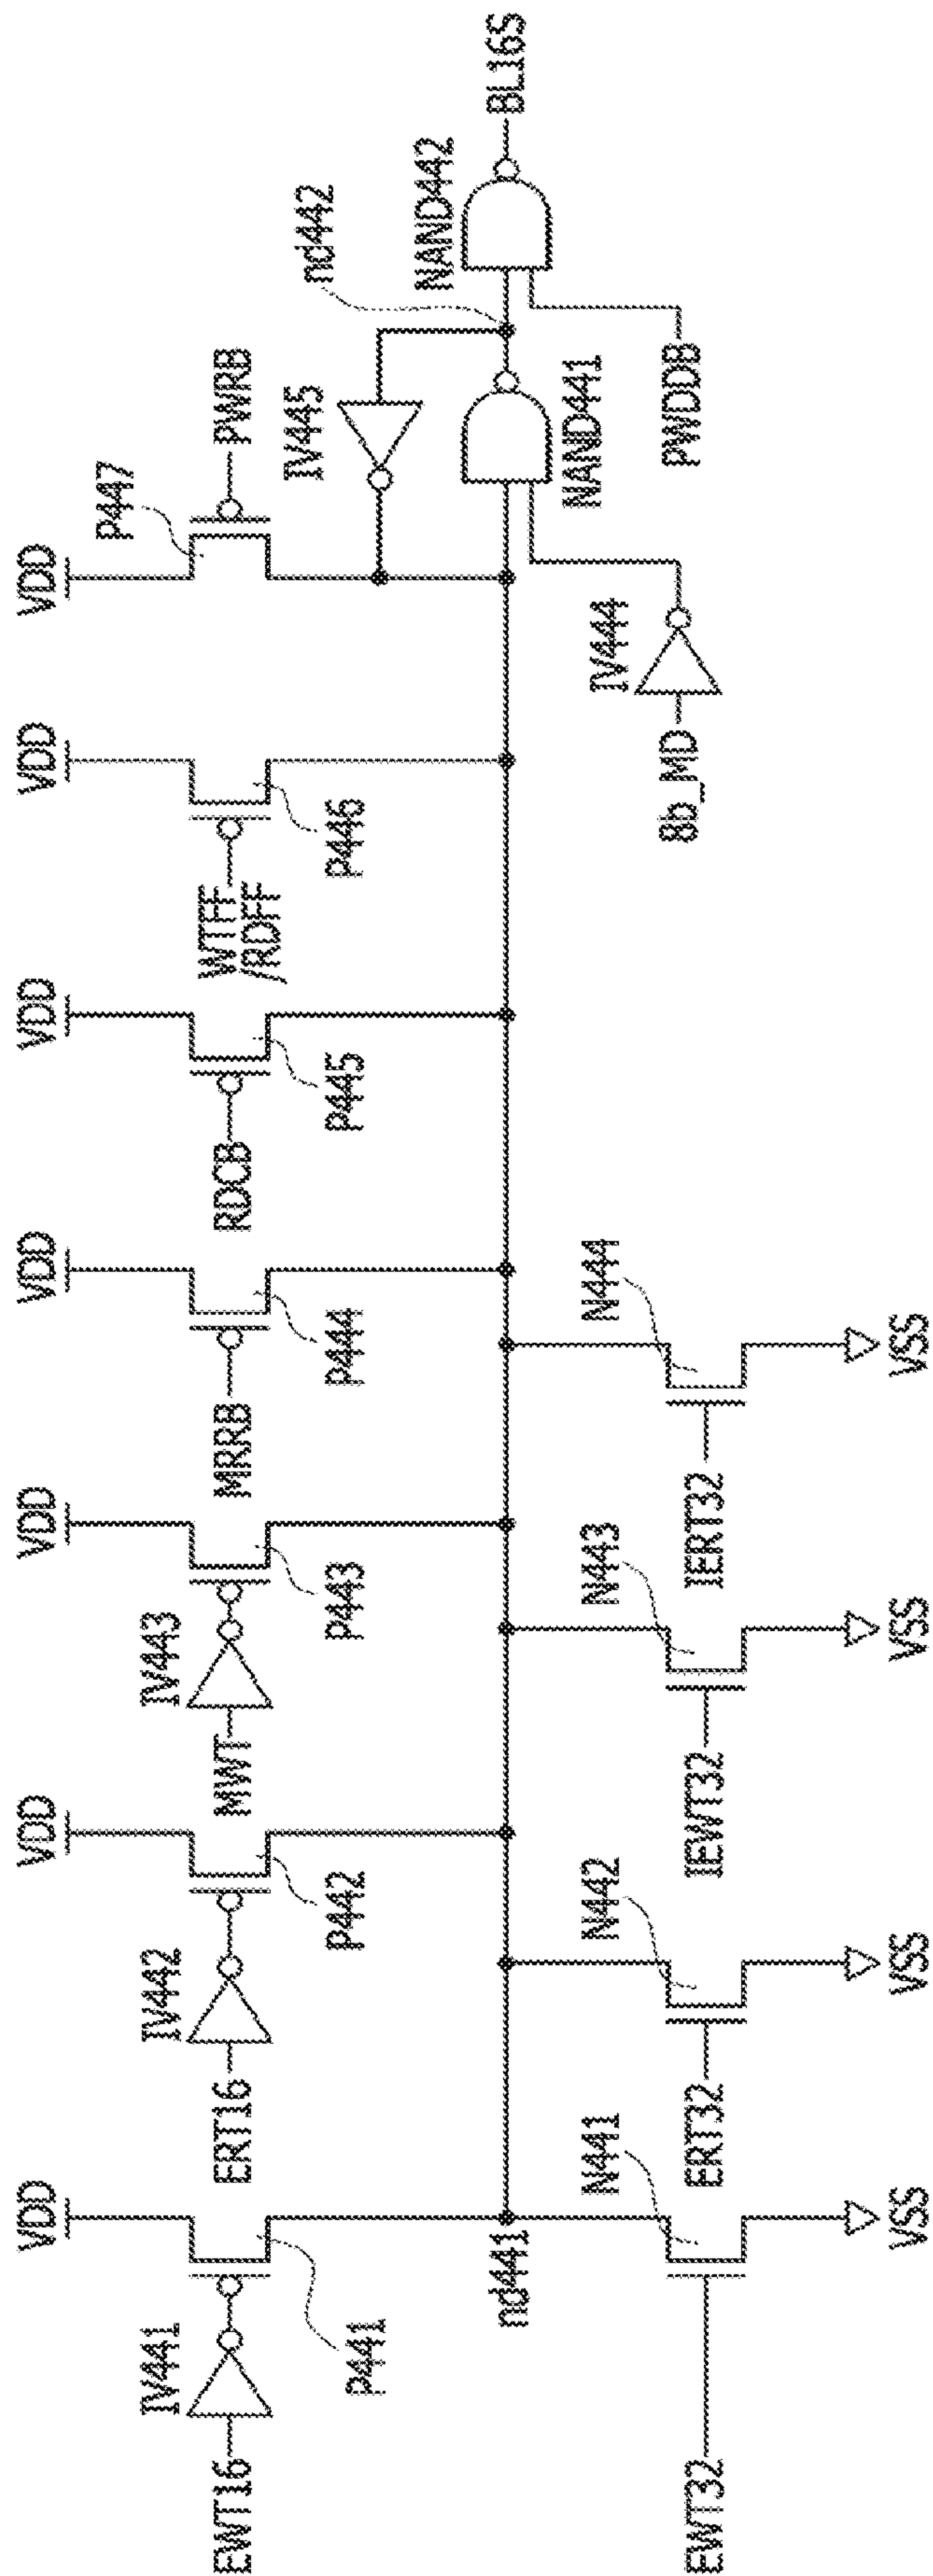 VDD
VDD
VDD
VDD
VDD
VDD
VDD
EWT16
IV441
P441
ERT16
IV442
P442
MWT
IV443
P443
MRRB
P444
RDCB
P445
WTFF
/RDFF
P446
P447
PWRB
IV445
nd442
nd441
NAND441
NAND442
BL16S
8b_MD
IV444
PWDDB
EWT32
N441
VSS
ERT32
N442
VSS
IEWT32
N443
VSS
IERT32
N444
VSS